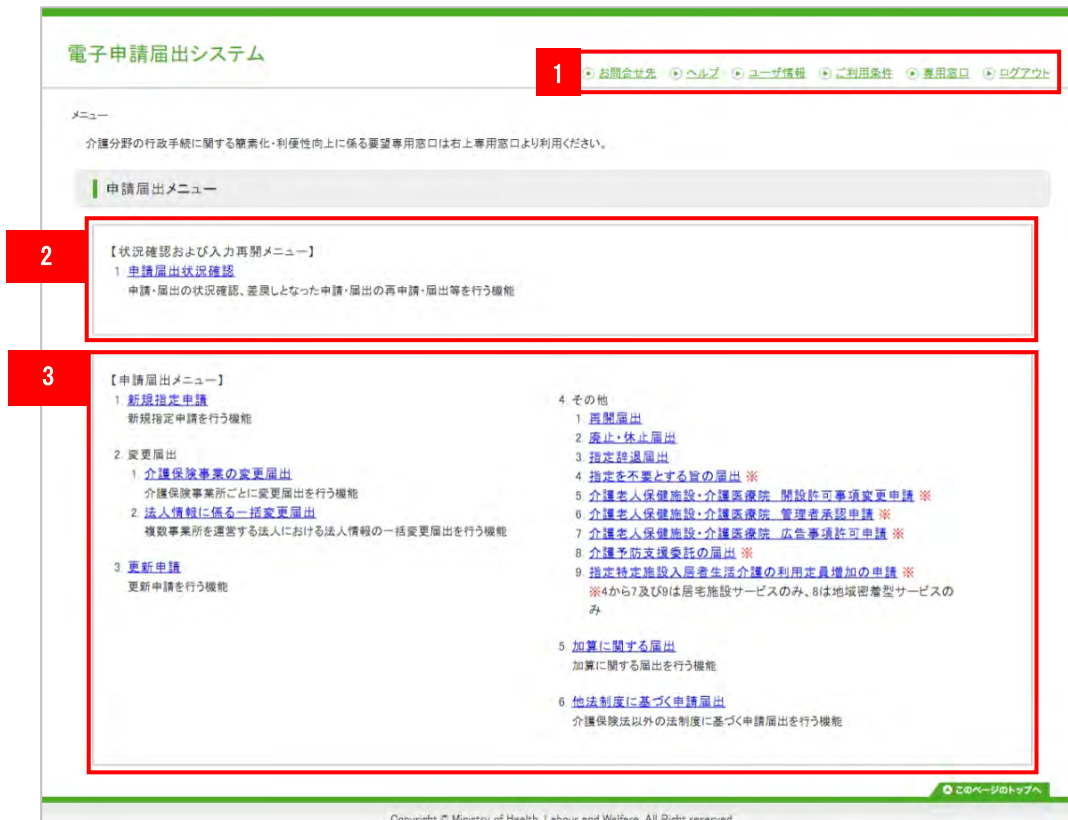 電子申請届出システム
1
お問合せ先 ヘルプ ユーザ情報 ご利用条件 専用窓口 ログアウト
メニュー
介護分野の行政手続に関する簡素化・利便性向上に係る要望専用窓口は右上専用窓口より利用ください。
申請届出メニュー
2
【状況確認および入力再開メニュー】
1. 申請届出状況確認
申請・届出の状況確認、差戻しとなった申請・届出の再申請・届出等を行う機能
3
【申請届出メニュー】
1. 新規指定申請
新規指定申請を行う機能
2. 変更届出
1. 介護保険事業の変更届出
介護保険事業所ごとに変更届出を行う機能
2. 法人情報に係る一括変更届出
複数事業所を運営する法人における法人情報の一括変更届出を行う機能
3. 更新申請
更新申請を行う機能
4. その他
1. 再開届出
2. 廃止・休止届出
3. 指定辞退届出
4. 指定を不要とする旨の届出 ※
5. 介護老人保健施設・介護医療院 開設許可事項変更申請 ※
6. 介護老人保健施設・介護医療院 管理者承認申請 ※
7. 介護老人保健施設・介護医療院 広告事項許可申請 ※
8. 介護予防支援委託の届出 ※
9. 指定特定施設入居者生活介護の利用定員増加の申請 ※
※4から7及び9は居宅施設サービスのみ、8は地域密着型サービスの
み
5. 加算に関する届出
加算に関する届出を行う機能
6. 他法制度に基づく申請届出
介護保険法以外の法制度に基づく申請届出を行う機能
このページのトップへ
Copyright © Ministry of Health, Labour and Welfare, All Right reserved.